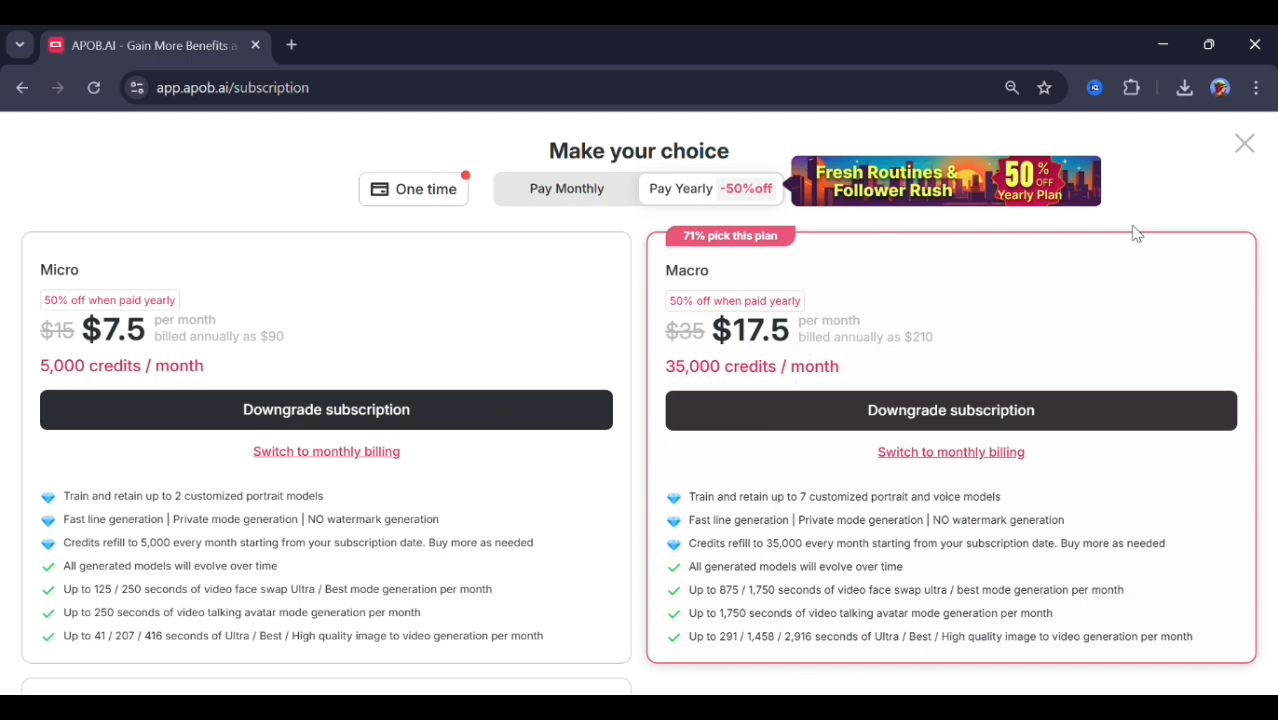 APOB.AI - Gain More Benefits a
app.apob.ai/subscription
Make your choice
One time
Pay Monthly
Pay Yearly -50%off
Fresh Routines &
Follower Rush
50% OFF
Yearly Plan
Micro
50% off when paid yearly
$15 $7.5 per month
billed annually as $90
5,000 credits / month
Downgrade subscription
Switch to monthly billing
Train and retain up to 2 customized portrait models
Fast line generation | Private mode generation | NO watermark generation
Credits refill to 5,000 every month starting from your subscription date. Buy more as needed
All generated models will evolve over time
Up to 125 / 250 seconds of video face swap Ultra / Best mode generation per month
Up to 250 seconds of video talking avatar mode generation per month
Up to 41 / 207 / 416 seconds of Ultra / Best / High quality image to video generation per month
71% pick this plan
Macro
50% off when paid yearly
$35 $17.5 per month
billed annually as $210
35,000 credits / month
Downgrade subscription
Switch to monthly billing
Train and retain up to 7 customized portrait and voice models
Fast line generation | Private mode generation | NO watermark generation
Credits refill to 35,000 every month starting from your subscription date. Buy more as needed
All generated models will evolve over time
Up to 875 / 1,750 seconds of video face swap ultra / best mode generation per month
Up to 1,750 seconds of video talking avatar mode generation per month
Up to 291 / 1,458 / 2,916 seconds of Ultra / Best / High quality image to video generation per month